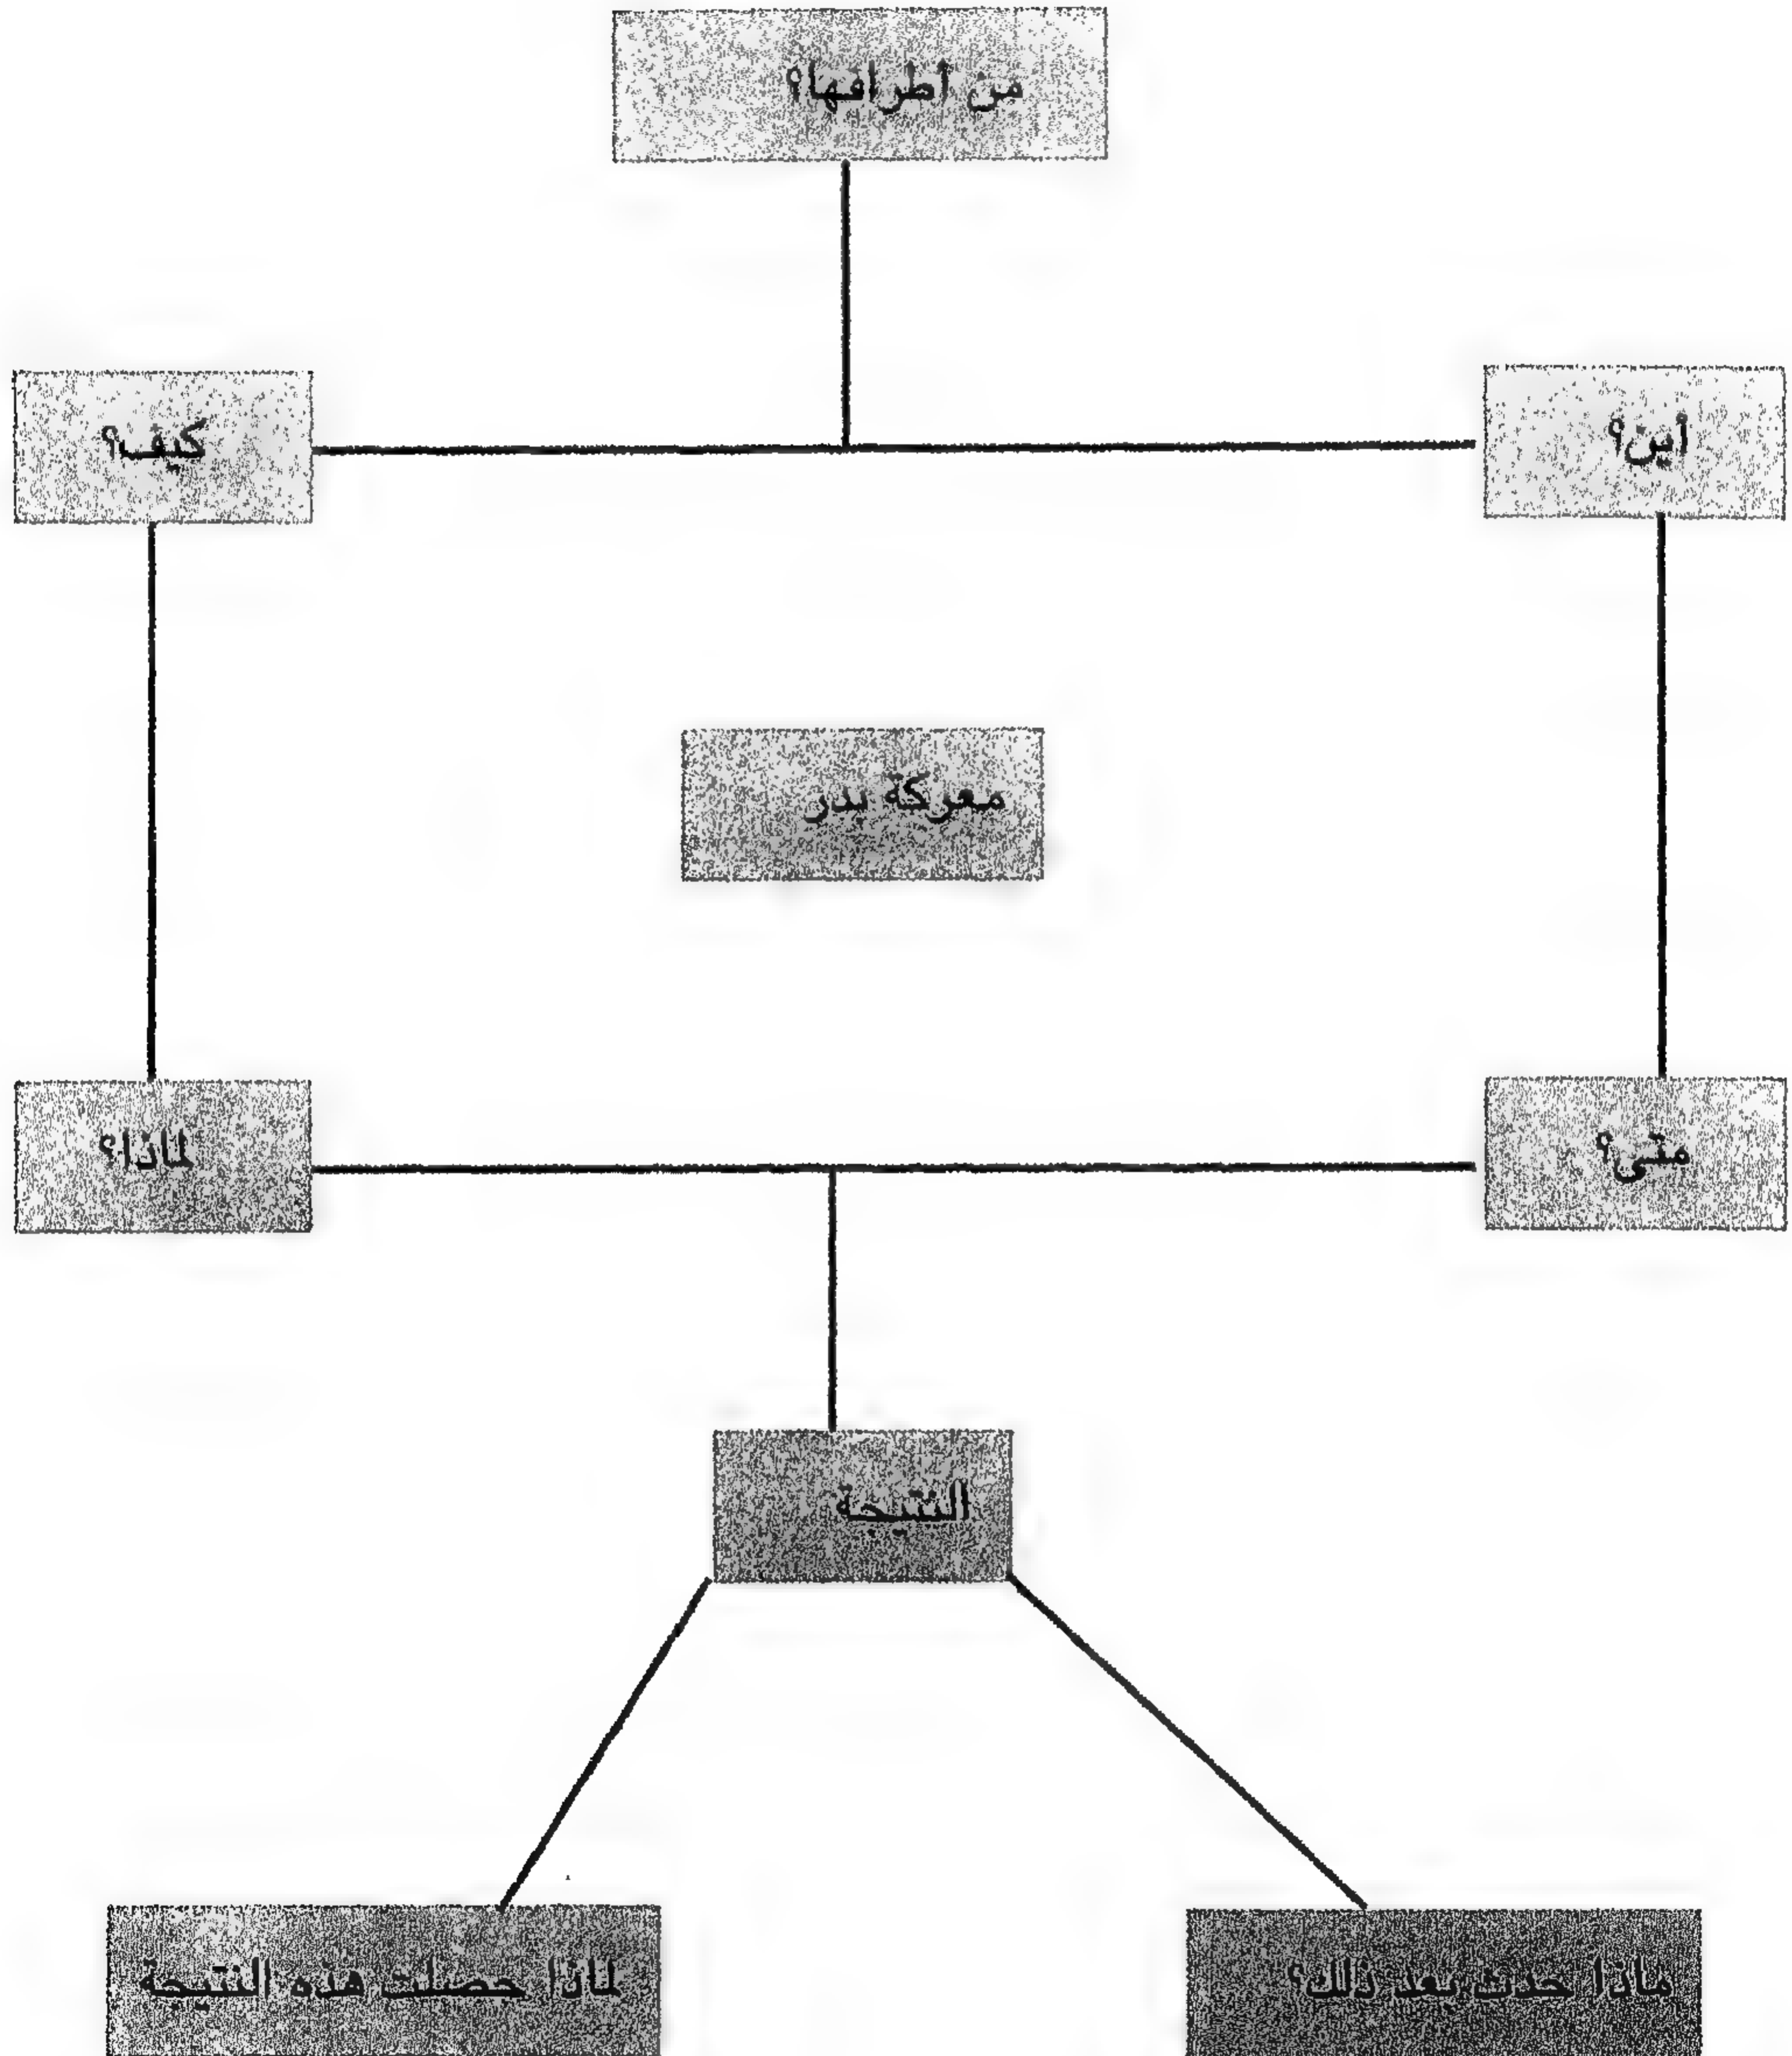 من أطرافها؟
أين؟
كيف؟
معركة بدر
متى؟
لماذا؟
النتيجة
ماذا حدث بعد ذلك؟
لماذا حصلت هذه النتيجة